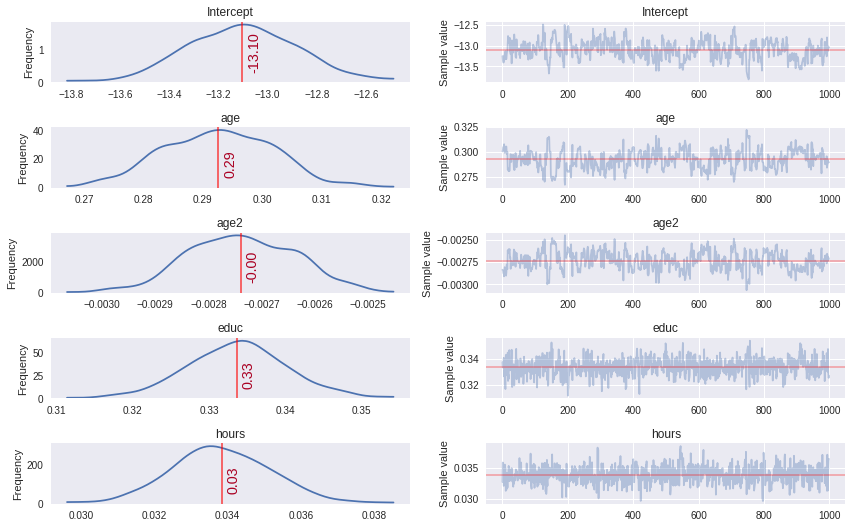 Intercept
Frequency
1
0
−13.10
−13.8 −13.6 −13.4 −13.2 −13.0 −12.8 −12.6
Intercept
Sample value
−12.5
−13.0
−13.5
0 200 400 600 800 1000
age
Frequency
40
20
0
0.29
0.27 0.28 0.29 0.30 0.31 0.32
age
Sample value
0.325
0.300
0.275
0 200 400 600 800 1000
age2
Frequency
2000
0
-0.00
−0.0030 −0.0029 −0.0028 −0.0027 −0.0026 −0.0025
age2
Sample value
−0.00250
−0.00275
−0.00300
0 200 400 600 800 1000
educ
Frequency
50
25
0
0.33
0.31 0.32 0.33 0.34 0.35
educ
Sample value
0.34
0.32
0 200 400 600 800 1000
hours
Frequency
200
0
0.03
0.030 0.032 0.034 0.036 0.038
hours
Sample value
0.035
0.030
0 200 400 600 800 1000